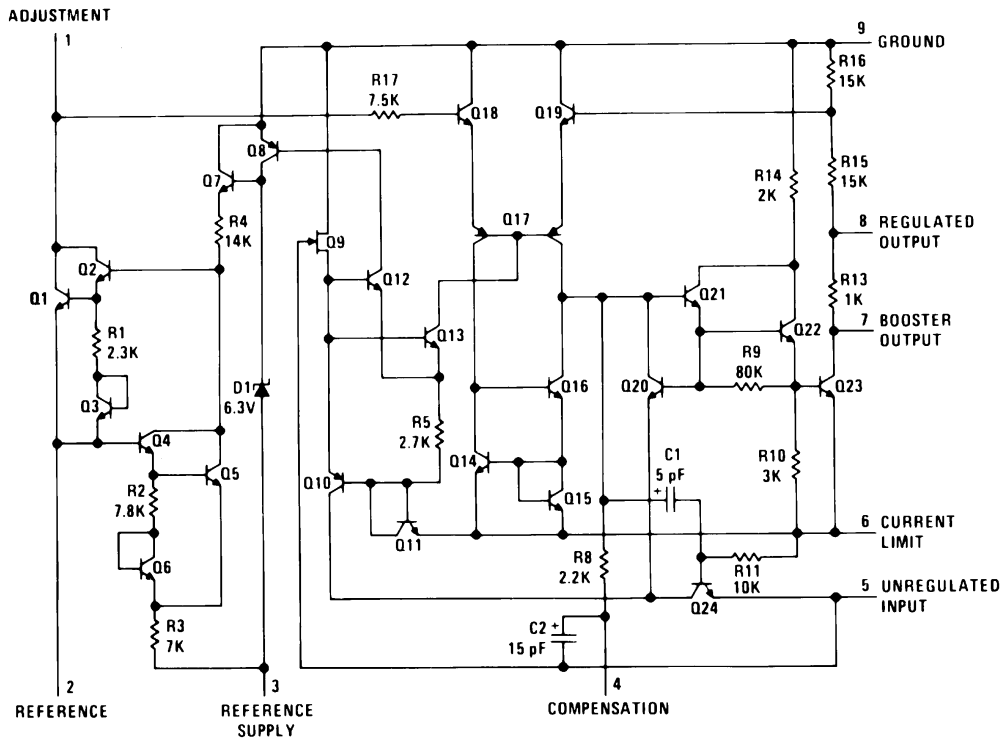 ADJUSTMENT
1
9
GROUND
R16
15K
R17
7.5K
Q18
Q19
Q8
Q7
R15
15K
R14
2K
R4
14K
Q17
8
REGULATED
OUTPUT
Q9
Q2
Q1
Q12
Q21
R13
1K
Q13
Q22
7
BOOSTER
OUTPUT
R1
2.3K
R9
80K
D1
6.3V
Q16
Q20
Q23
Q3
R5
2.7K
Q4
Q14
C1
5 pF
+
R10
3K
Q5
Q10
Q15
R2
7.8K
6
CURRENT
LIMIT
Q11
R8
2.2K
R11
10K
Q6
5
UNREGULATED
INPUT
Q24
R3
7K
C2
+
15 pF
2
REFERENCE
3
REFERENCE
SUPPLY
4
COMPENSATION